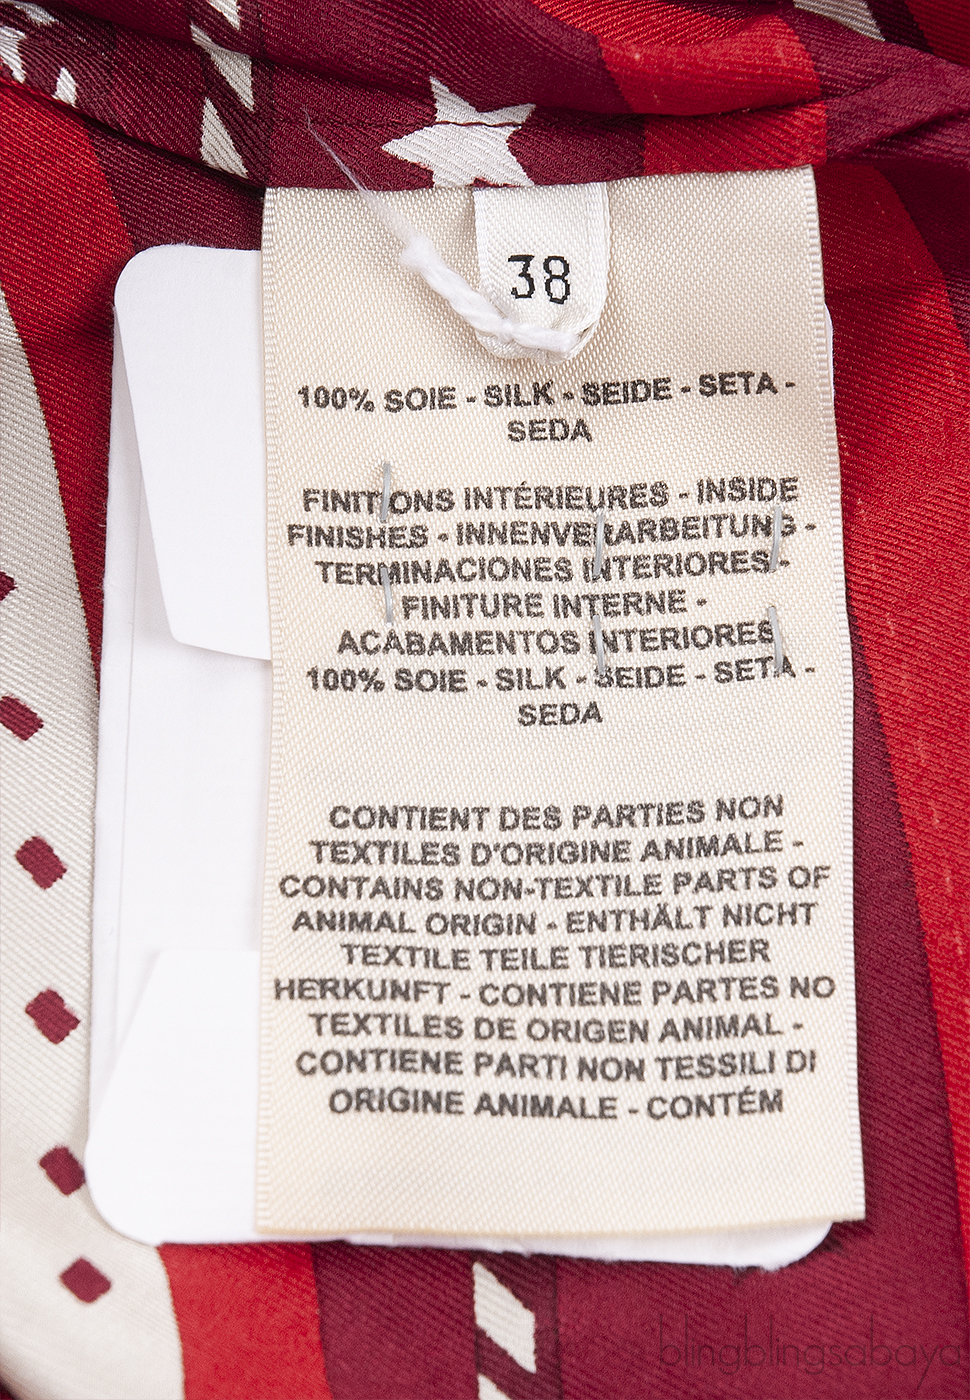 38
100% SOIE - SILK - SEIDE - SETA -
SEDA
FINITIONS INTÉRIEURES - INSIDE
FINISHES - INNENVERARBEITUNG -
TERMINACIONES INTERIORES -
FINITURE INTERNE -
ACABAMENTOS INTERIORES
100% SOIE - SILK - SEIDE - SETA -
SEDA
CONTIENT DES PARTIES NON
TEXTILES D'ORIGINE ANIMALE -
CONTAINS NON-TEXTILE PARTS OF
ANIMAL ORIGIN - ENTHÄLT NICHT
TEXTILE TEILE TIERISCHER
HERKUNFT - CONTIENE PARTES NO
TEXTILES DE ORIGEN ANIMAL -
CONTIENE PARTI NON TESSILI DI
ORIGINE ANIMALE - CONTÉM
blingblingsabaya